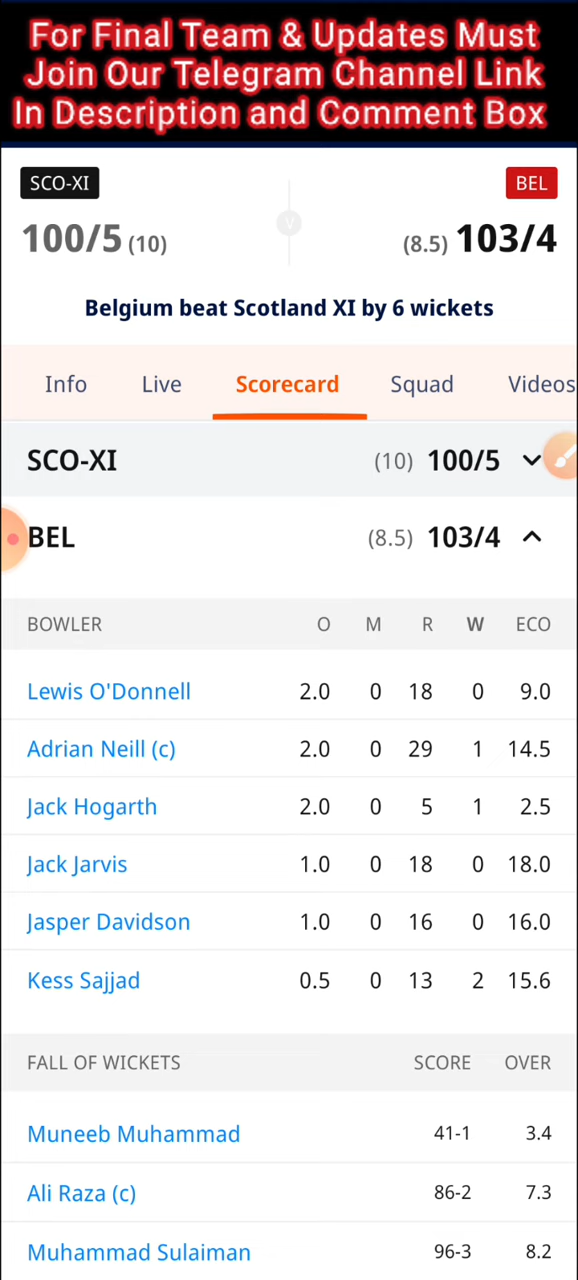 For Final Team & Updates Must
Join Our Telegram Channel Link
In Description and Comment Box
SCO-XI BEL
V
100/5 (10) (8.5) 103/4
Belgium beat Scotland XI by 6 wickets
Info Live Scorecard Squad Videos
SCO-XI (10) 100/5
BEL (8.5) 103/4
BOWLER O M R W ECO
Lewis O'Donnell 2.0 0 18 0 9.0
Adrian Neill (c) 2.0 0 29 1 14.5
Jack Hogarth 2.0 0 5 1 2.5
Jack Jarvis 1.0 0 18 0 18.0
Jasper Davidson 1.0 0 16 0 16.0
Kess Sajjad 0.5 0 13 2 15.6
FALL OF WICKETS SCORE OVER
Muneeb Muhammad 41-1 3.4
Ali Raza (c) 86-2 7.3
Muhammad Sulaiman 96-3 8.2